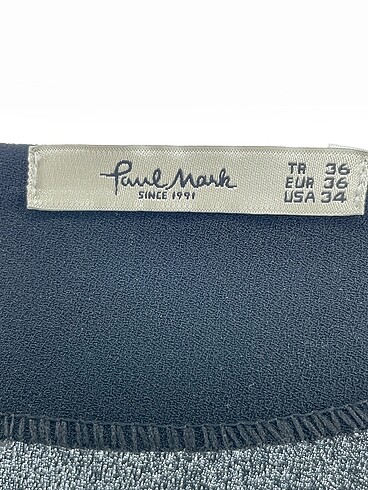 Paul Mark
SINCE 1991
TR 36
EUR 36
USA 34